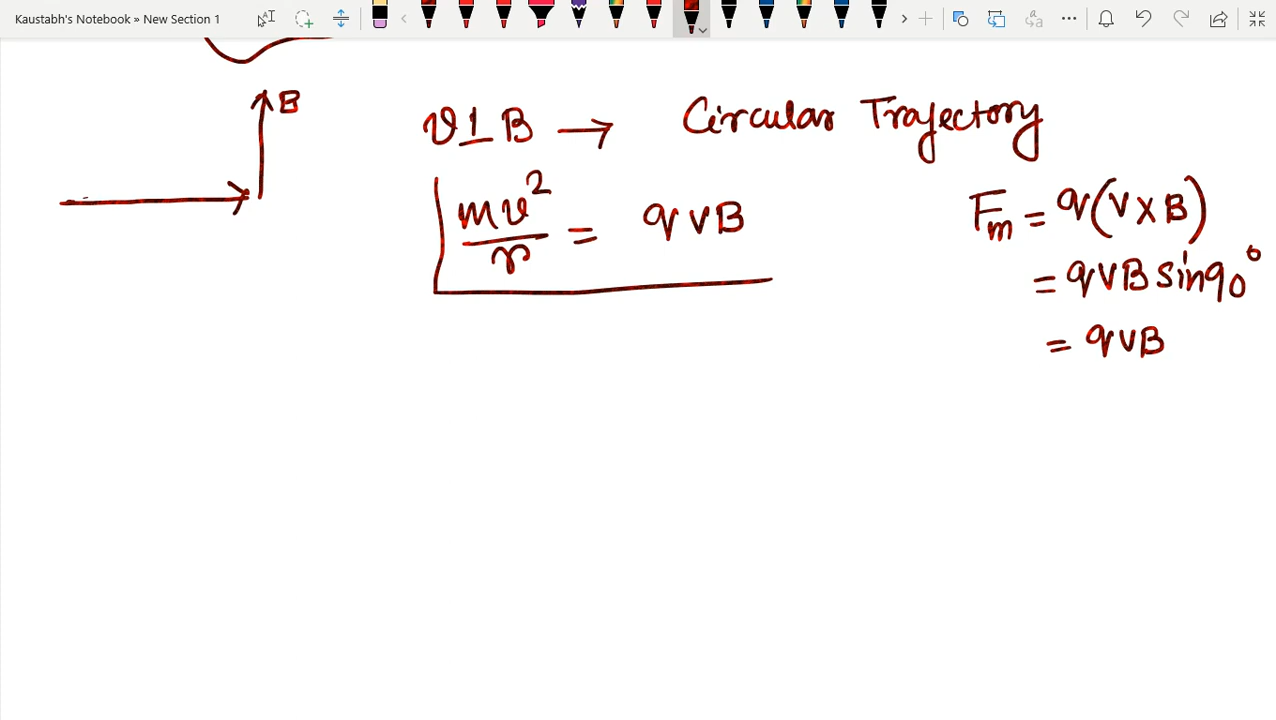 Kaustabh's Notebook » New Section 1
B
v⊥B → Circular Trajectory
mv²/r = qvB
Fm = q(v×B)
= qvB sin90°
= qvB